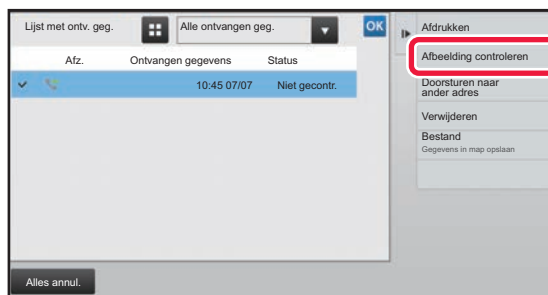 Lijst met ontv. geg.
Alle ontvangen geg.
OK
Afz.
Ontvangen gegevens
Status
10:45 07/07
Niet gecontr.
Alles annul.
Afdrukken
Afbeelding controleren
Doorsturen naar
ander adres
Verwijderen
Bestand
Gegevens in map opslaan